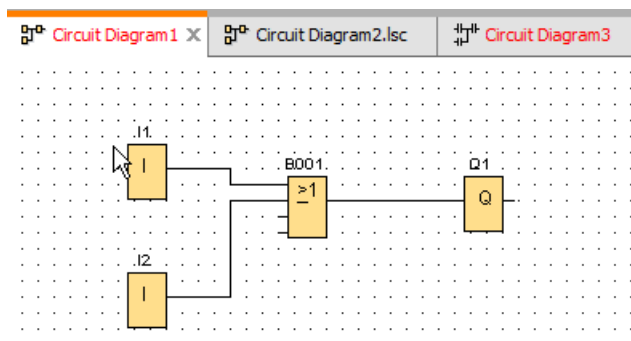 Circuit Diagram1 Circuit Diagram2.lsc Circuit Diagram3
I1
I
B001
≥1
Q1
Q
I2
I